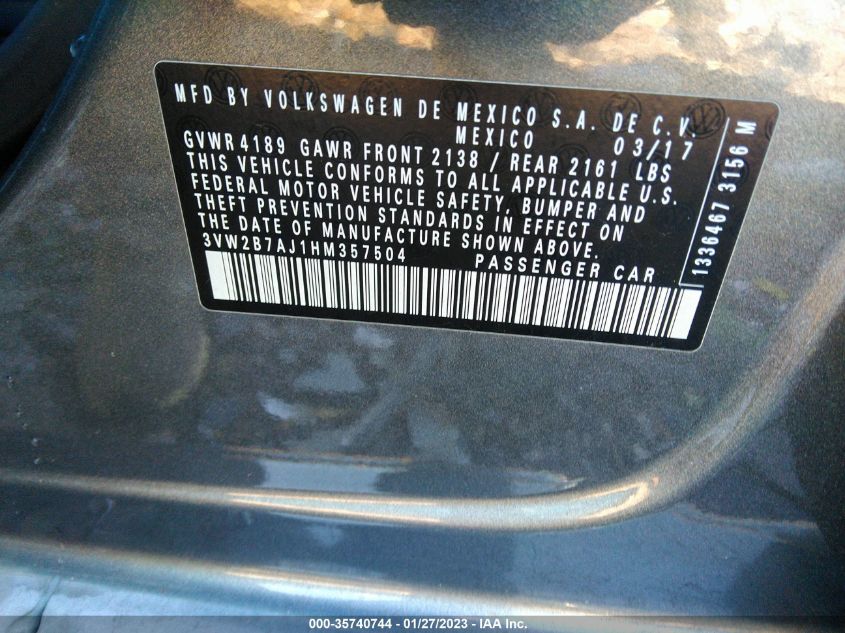 MFD BY VOLKSWAGEN DE MEXICO S.A. DE C.V.
MEXICO 03/17
GVWR 4189 GAWR FRONT 2138 / REAR 2161 LBS
THIS VEHICLE CONFORMS TO ALL APPLICABLE U.S.
FEDERAL MOTOR VEHICLE SAFETY, BUMPER AND
THEFT PREVENTION STANDARDS IN EFFECT ON
THE DATE OF MANUFACTURE SHOWN ABOVE.
3VW2B7AJ1HM357504 PASSENGER CAR
1336467 3156 M
000-35740744 - 01/27/2023 - IAA Inc.